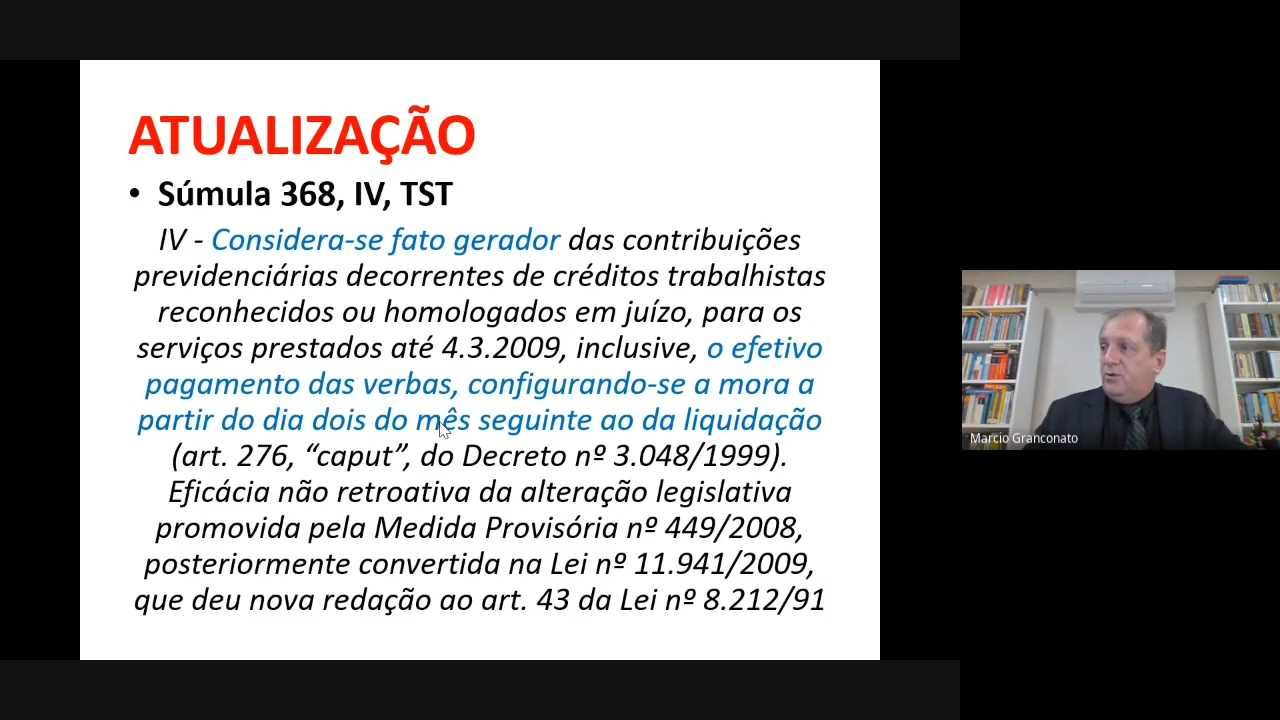 ATUALIZAÇÃO
• Súmula 368, IV, TST
IV - Considera-se fato gerador das contribuições
previdenciárias decorrentes de créditos trabalhistas
reconhecidos ou homologados em juízo, para os
serviços prestados até 4.3.2009, inclusive, o efetivo
pagamento das verbas, configurando-se a mora a
partir do dia dois do mês seguinte ao da liquidação
(art. 276, “caput”, do Decreto nº 3.048/1999).
Eficácia não retroativa da alteração legislativa
promovida pela Medida Provisória nº 449/2008,
posteriormente convertida na Lei nº 11.941/2009,
que deu nova redação ao art. 43 da Lei nº 8.212/91
Marcio Granconato